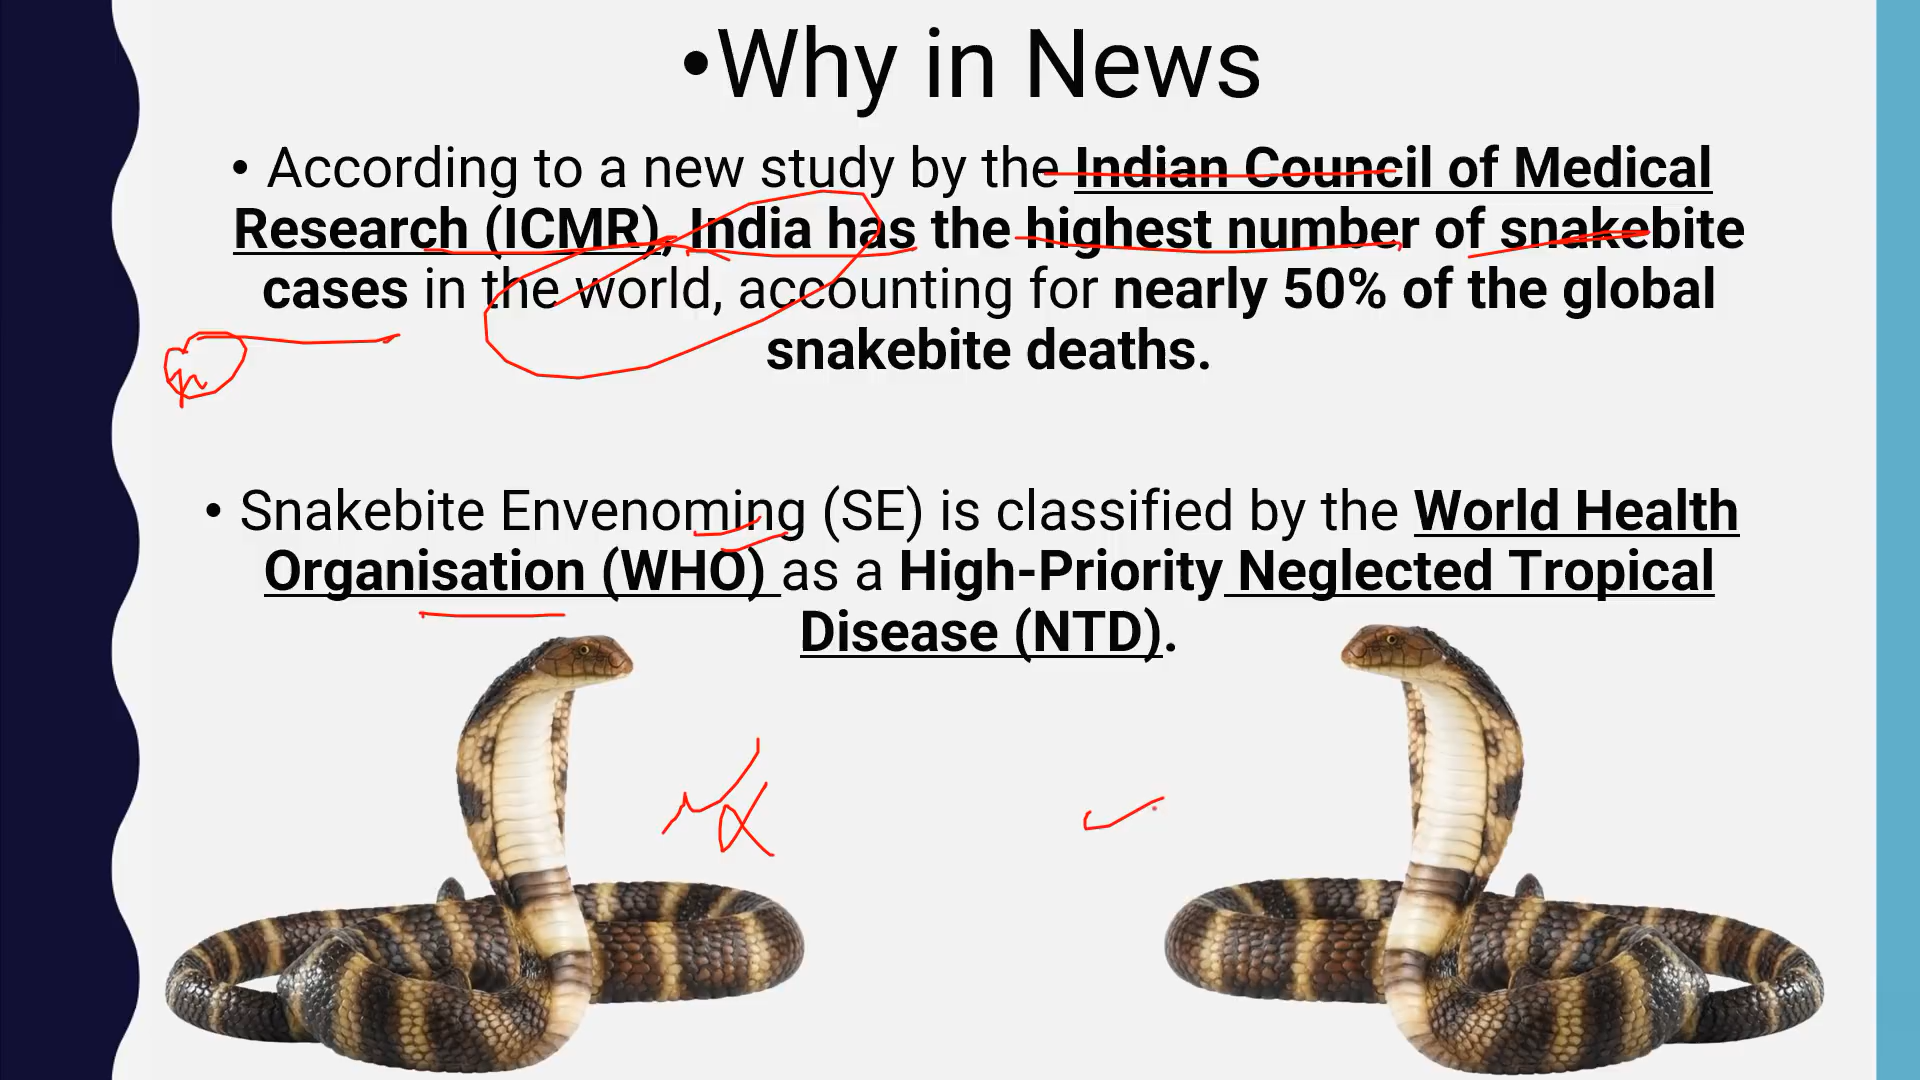 •Why in News
• According to a new study by the Indian Council of Medical
Research (ICMR), India has the highest number of snakebite
cases in the world, accounting for nearly 50% of the global
snakebite deaths.
• Snakebite Envenoming (SE) is classified by the World Health
Organisation (WHO) as a High-Priority Neglected Tropical
Disease (NTD).